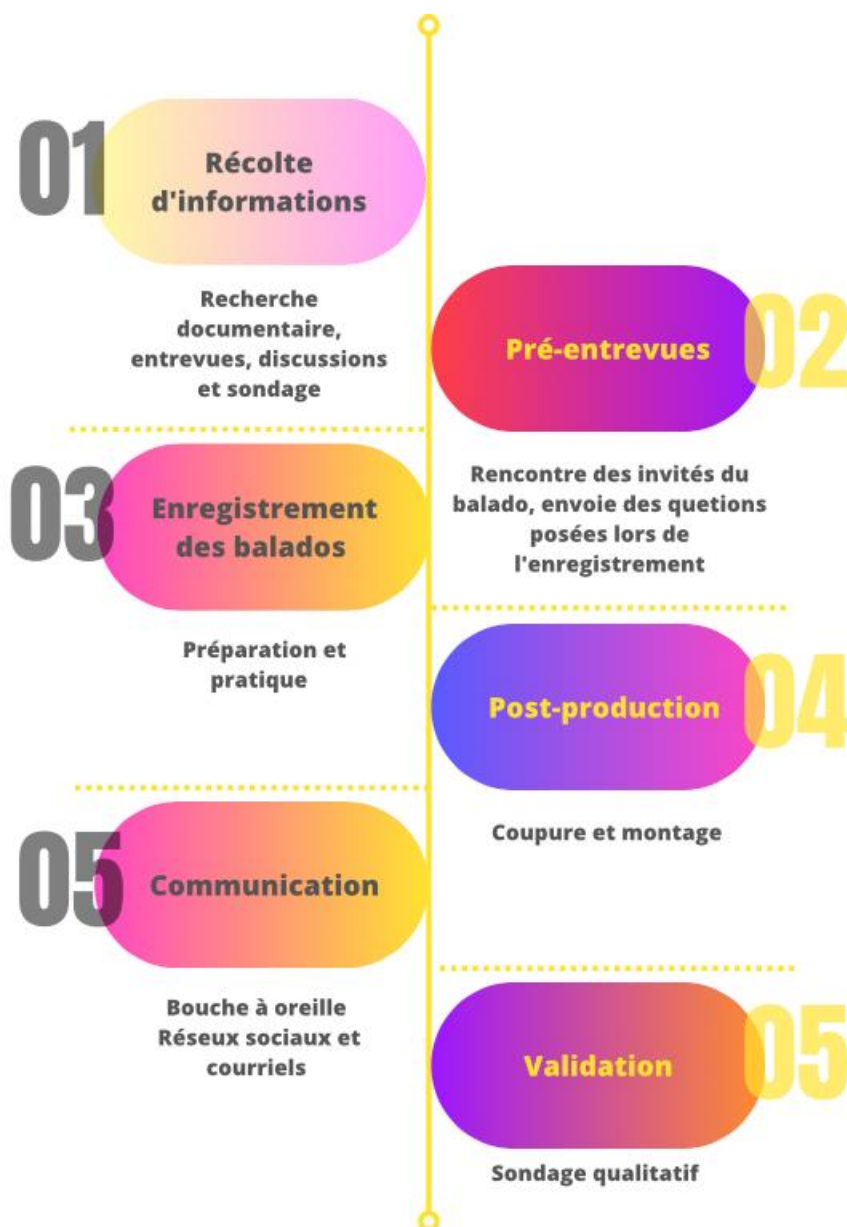 01
Récolte
d'informations
Recherche
documentaire,
entrevues, discussions
et sondage
02
Pré-entrevues
Rencontre des invités du
balado, envoie des quetions
posées lors de
l'enregistrement
03
Enregistrement
des balados
Préparation et
pratique
04
Post-production
Coupure et montage
05
Communication
Bouche à oreille
Réseux sociaux et
courriels
05
Validation
Sondage qualitatif